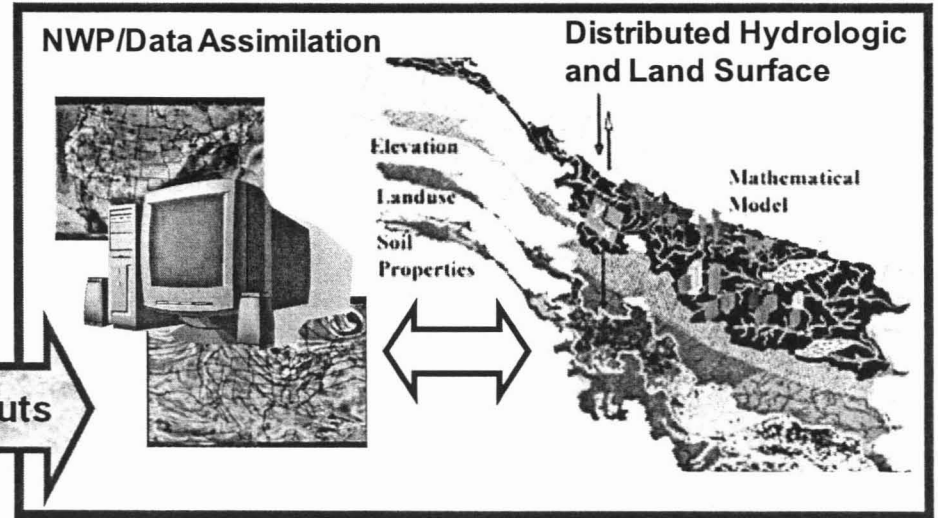 NWP/Data Assimilation
Distributed Hydrologic
and Land Surface
Elevation
Landuse
Soil
Properties
Mathematical
Model
uts